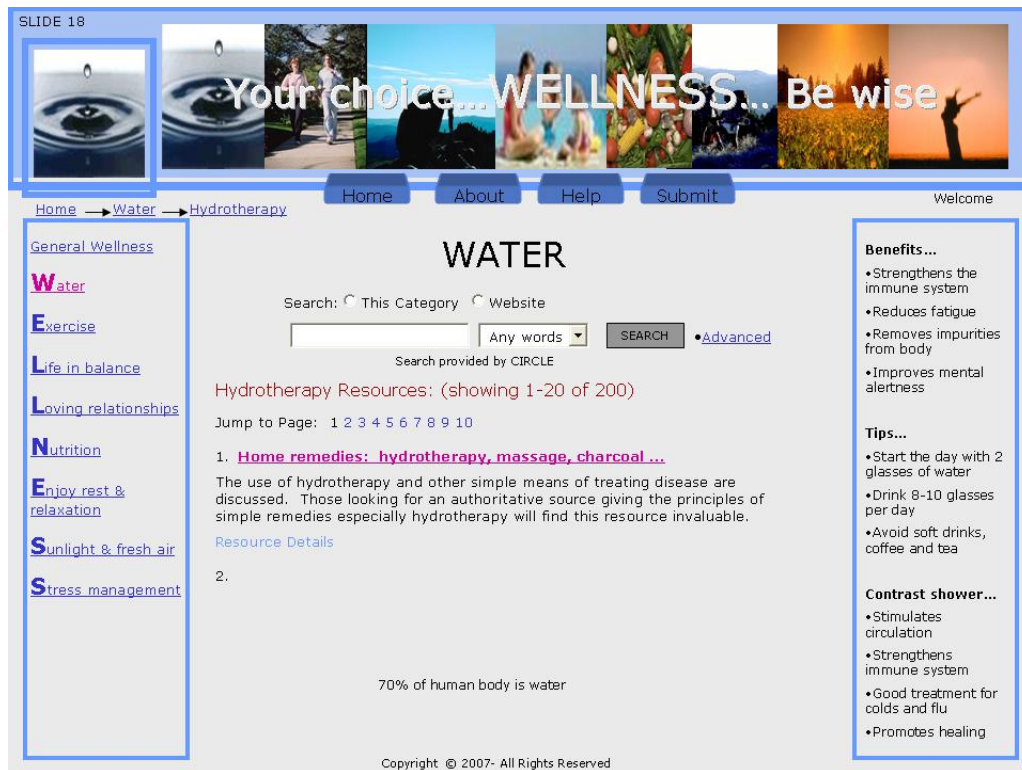 SLIDE 18
Your choice...WELLNESS... Be wise
Home About Help Submit
Welcome
Home Water Hydrotherapy
General Wellness
Water
Exercise
Life in balance
Loving relationships
Nutrition
Enjoy rest &
relaxation
Sunlight & fresh air
Stress management
WATER
Search: This Category Website
Any words SEARCH •Advanced
Search provided by CIRCLE
Hydrotherapy Resources: (showing 1-20 of 200)
Jump to Page: 1 2 3 4 5 6 7 8 9 10
1. Home remedies: hydrotherapy, massage, charcoal ...
The use of hydrotherapy and other simple means of treating disease are
discussed. Those looking for an authoritative source giving the principles of
simple remedies especially hydrotherapy will find this resource invaluable.
Resource Details
2.
70% of human body is water
Benefits...
•Strengthens the
immune system
•Reduces fatigue
•Removes impurities
from body
•Improves mental
alertness
Tips...
•Start the day with 2
glasses of water
•Drink 8-10 glasses
per day
•Avoid soft drinks,
coffee and tea
Contrast shower...
•Stimulates
circulation
•Strengthens
immune system
•Good treatment for
colds and flu
•Promotes healing
Copyright © 2007- All Rights Reserved